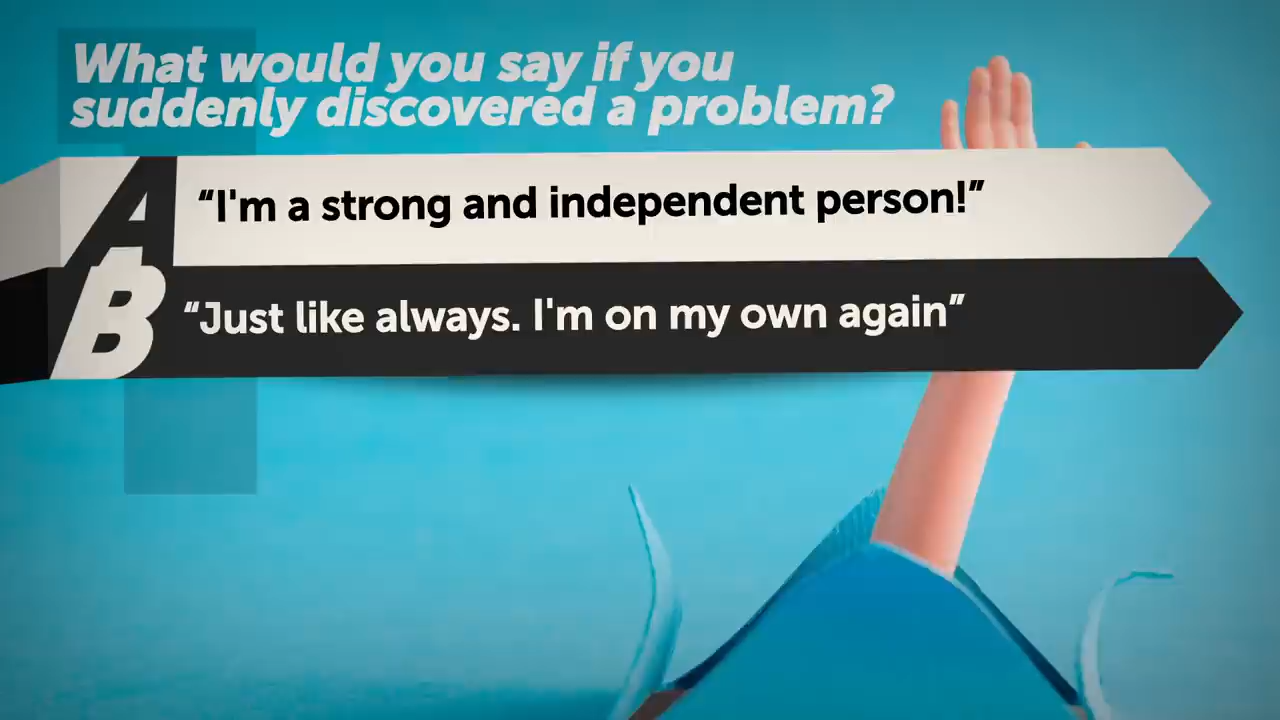 What would you say if you
suddenly discovered a problem?
A “I'm a strong and independent person!”
B “Just like always. I'm on my own again”